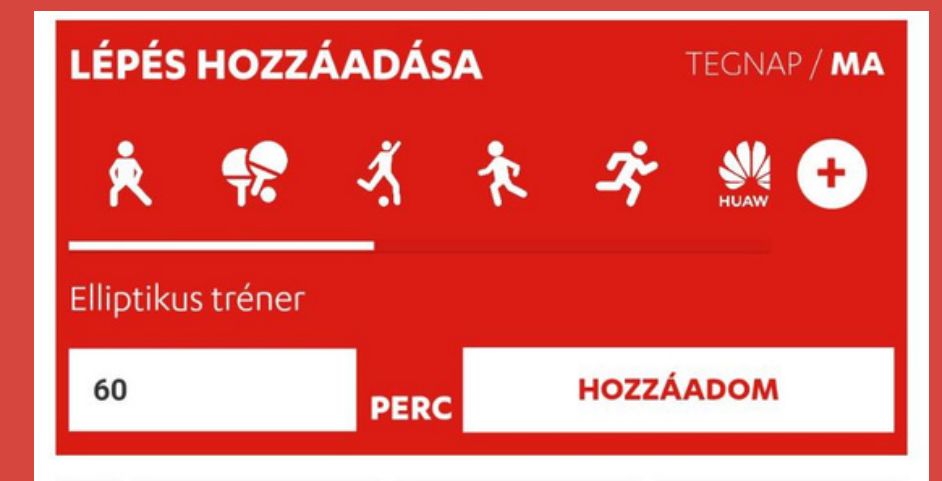 LÉPÉS HOZZÁADÁSA TEGNAP / MA
HUAW
Elliptikus tréner
60 PERC HOZZÁADOM